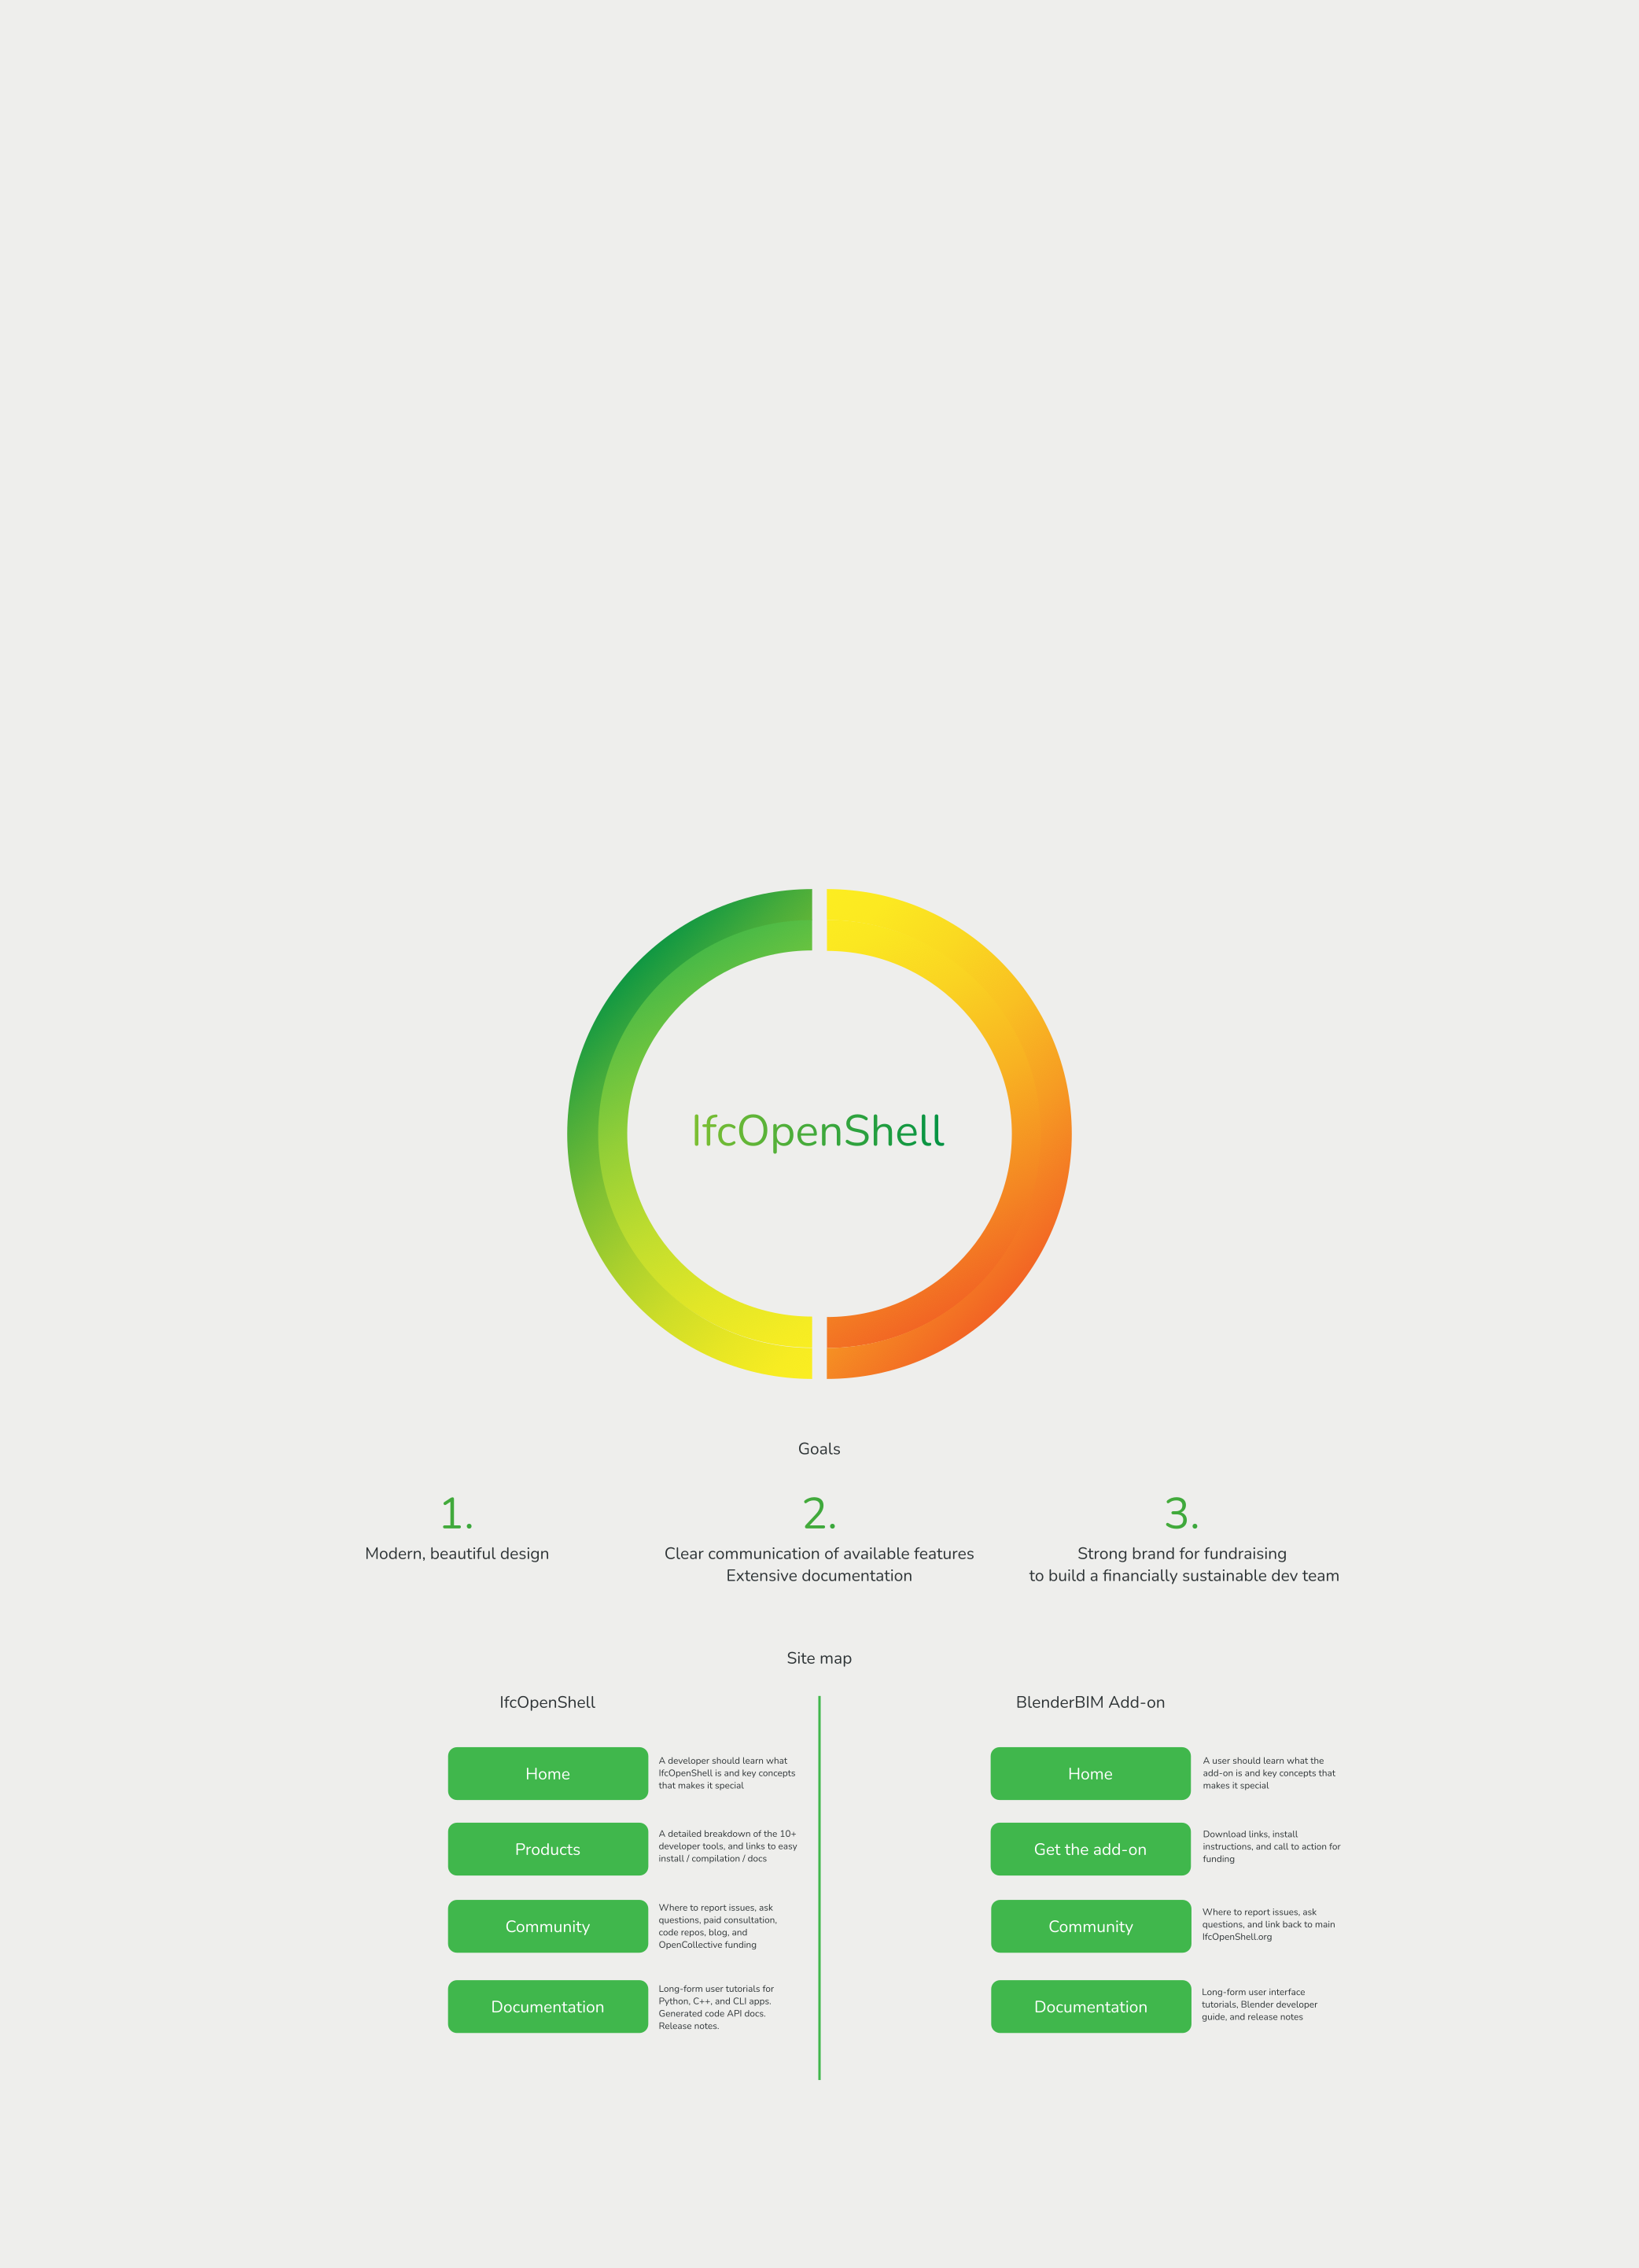 IfcOpenShell
Goals
1.
Modern, beautiful design
2.
Clear communication of available features
Extensive documentation
3.
Strong brand for fundraising
to build a financially sustainable dev team
Site map
IfcOpenShell
Home
A developer should learn what
IfcOpenShell is and key concepts
that makes it special
Products
A detailed breakdown of the 10+
developer tools, and links to easy
install / compilation / docs
Community
Where to report issues, ask
questions, paid consultation,
code repos, blog, and
OpenCollective funding
Documentation
Long-form user tutorials for
Python, C++, and CLI apps.
Generated code API docs.
Release notes.
BlenderBIM Add-on
Home
A user should learn what the
add-on is and key concepts that
makes it special
Get the add-on
Download links, install
instructions, and call to action for
funding
Community
Where to report issues, ask
questions, and link back to main
IfcOpenShell.org
Documentation
Long-form user interface
tutorials, Blender developer
guide, and release notes